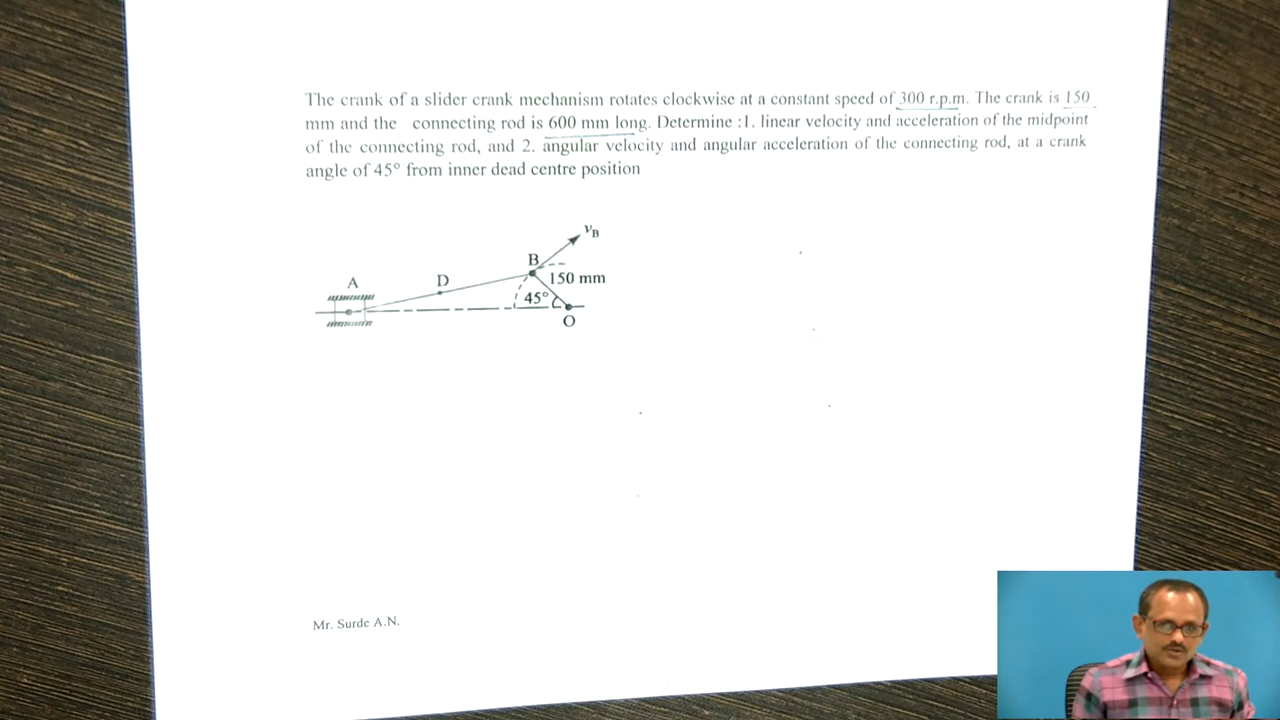 The crank of a slider crank mechanism rotates clockwise at a constant speed of 300 r.p.m. The crank is 150
mm and the connecting rod is 600 mm long. Determine :1. linear velocity and acceleration of the midpoint
of the connecting rod, and 2. angular velocity and angular acceleration of the connecting rod, at a crank
angle of 45° from inner dead centre position
vB
B
A
D
150 mm
45°
O
Mr. Surde A.N.